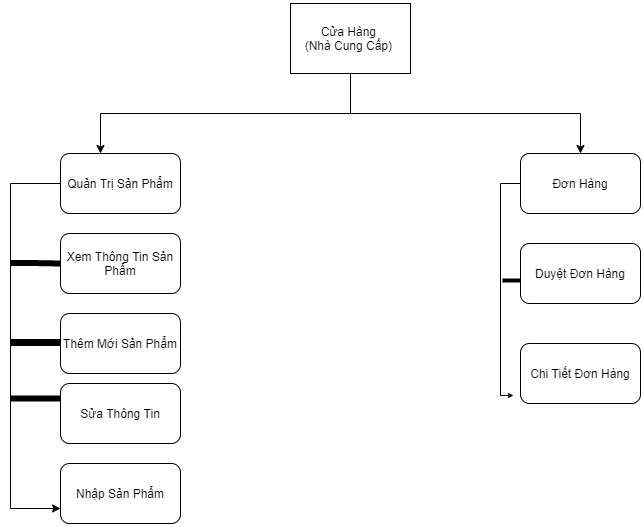 Cửa Hàng
(Nhà Cung Cấp)
Quản Trị Sản Phẩm
Đơn Hàng
Xem Thông Tin Sản
Phẩm
Duyệt Đơn Hàng
Thêm Mới Sản Phẩm
Chi Tiết Đơn Hàng
Sửa Thông Tin
Nhập Sản Phẩm